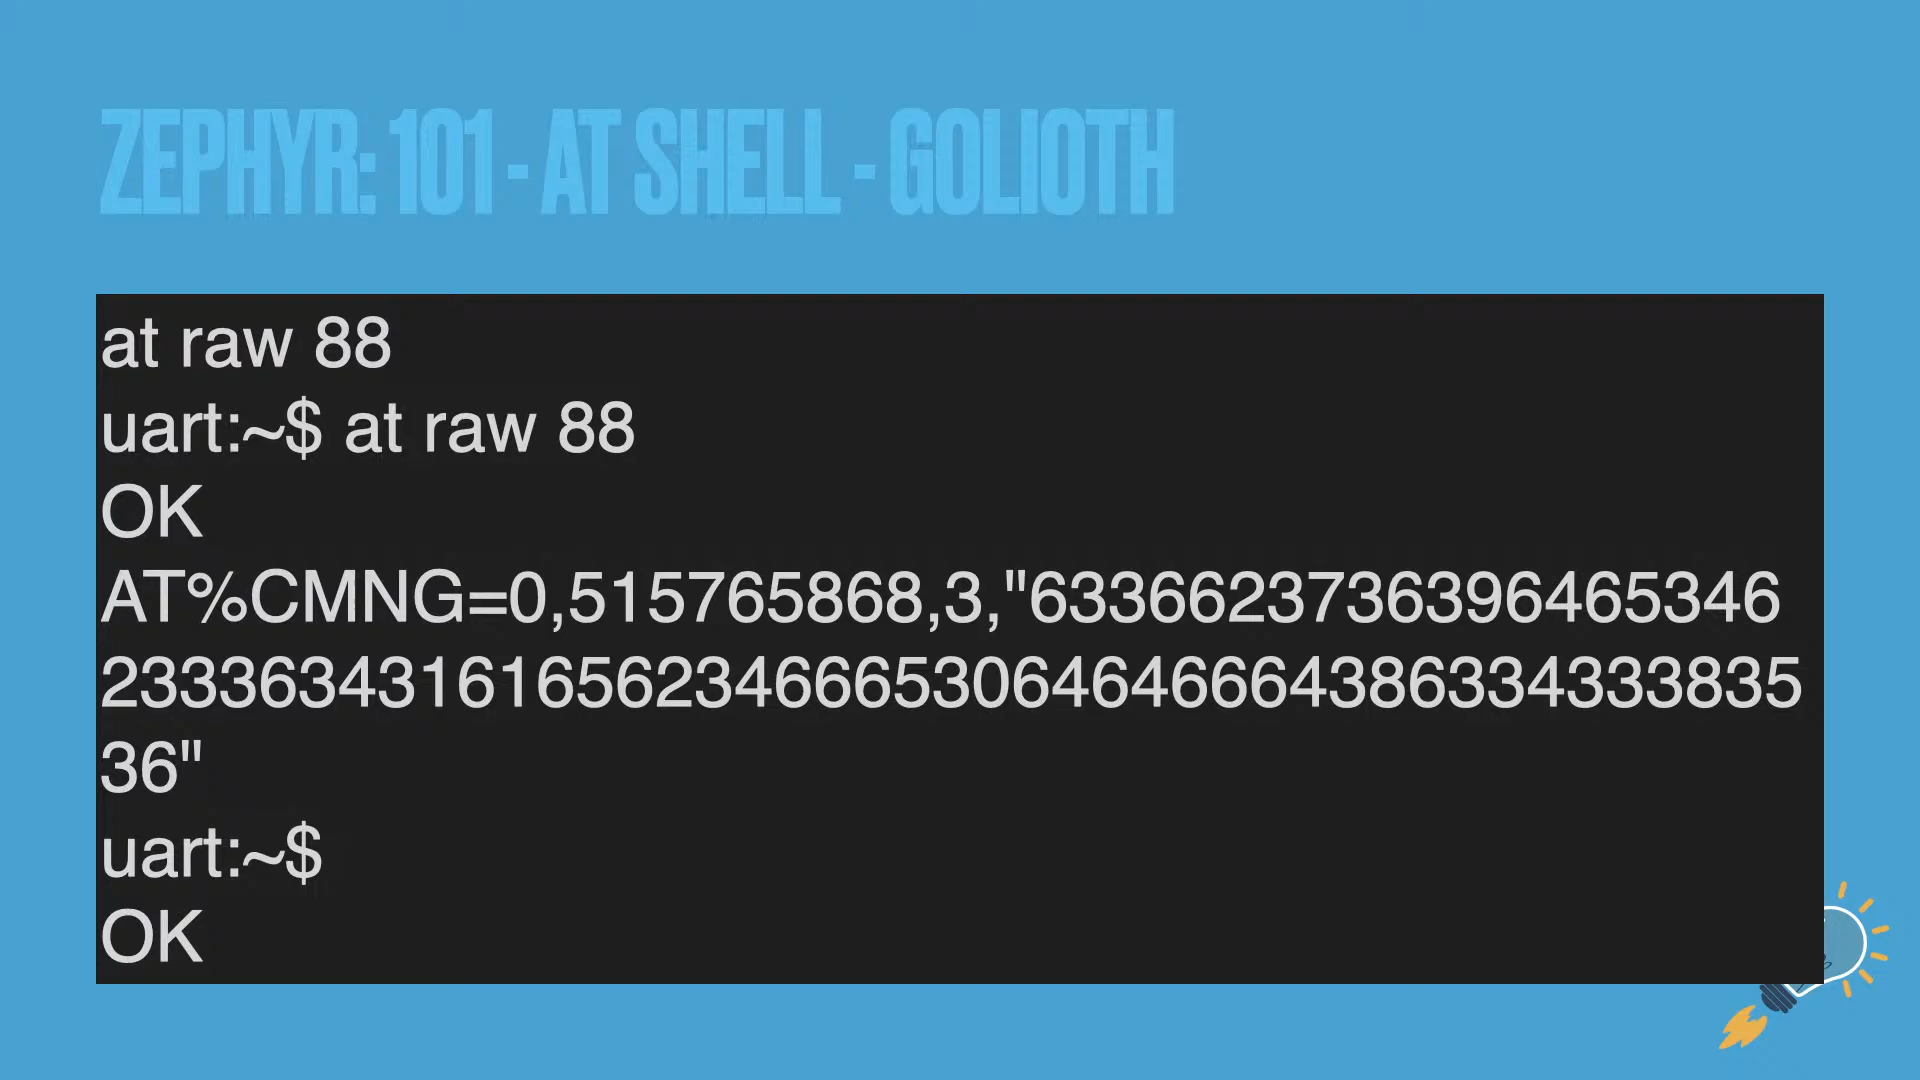 ZEPHYR: 101 - AT SHELL - GOLIOTH
at raw 88
uart:~$ at raw 88
OK
AT%CMNG=0,515765868,3,"6336623736396465346
2333634316165623466653064646664386334333835
36"
uart:~$
OK